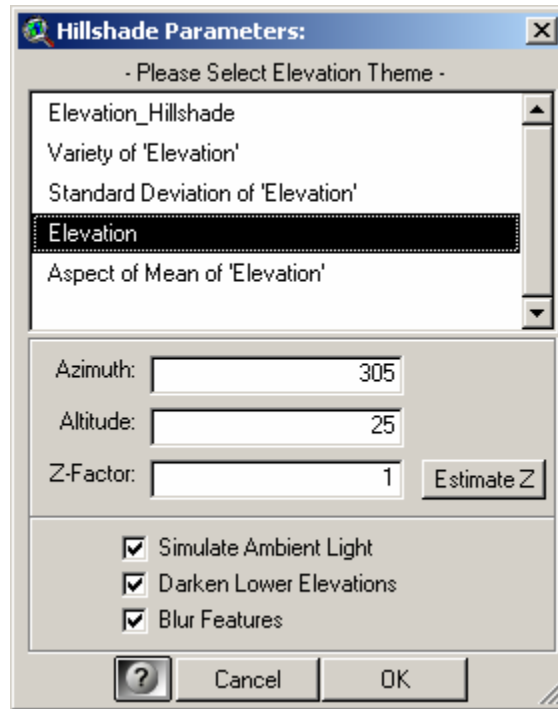 Hillshade Parameters:
- Please Select Elevation Theme -
Elevation_Hillshade
Variety of 'Elevation'
Standard Deviation of 'Elevation'
Elevation
Aspect of Mean of 'Elevation'
Azimuth: 305
Altitude: 25
Z-Factor: 1 Estimate Z
Simulate Ambient Light
Darken Lower Elevations
Blur Features
? Cancel OK